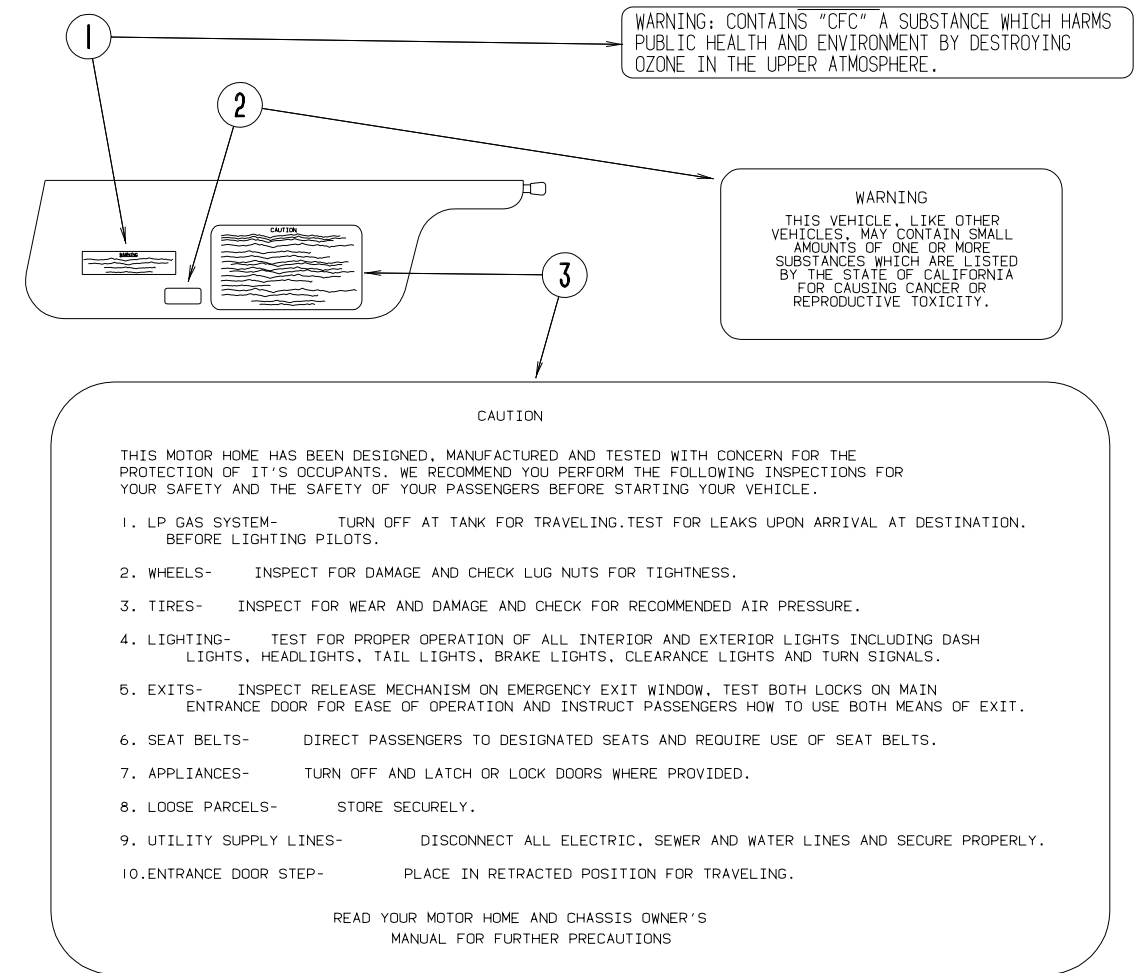 1
WARNING: CONTAINS "CFC" A SUBSTANCE WHICH HARMS
PUBLIC HEALTH AND ENVIRONMENT BY DESTROYING
OZONE IN THE UPPER ATMOSPHERE.
2
WARNING
THIS VEHICLE, LIKE OTHER
VEHICLES, MAY CONTAIN SMALL
AMOUNTS OF ONE OR MORE
SUBSTANCES WHICH ARE LISTED
BY THE STATE OF CALIFORNIA
FOR CAUSING CANCER OR
REPRODUCTIVE TOXICITY.
WARNING
CAUTION
3
CAUTION
THIS MOTOR HOME HAS BEEN DESIGNED, MANUFACTURED AND TESTED WITH CONCERN FOR THE
PROTECTION OF IT'S OCCUPANTS. WE RECOMMEND YOU PERFORM THE FOLLOWING INSPECTIONS FOR
YOUR SAFETY AND THE SAFETY OF YOUR PASSENGERS BEFORE STARTING YOUR VEHICLE.
1. LP GAS SYSTEM- TURN OFF AT TANK FOR TRAVELING.TEST FOR LEAKS UPON ARRIVAL AT DESTINATION.
BEFORE LIGHTING PILOTS.
2. WHEELS- INSPECT FOR DAMAGE AND CHECK LUG NUTS FOR TIGHTNESS.
3. TIRES- INSPECT FOR WEAR AND DAMAGE AND CHECK FOR RECOMMENDED AIR PRESSURE.
4. LIGHTING- TEST FOR PROPER OPERATION OF ALL INTERIOR AND EXTERIOR LIGHTS INCLUDING DASH
LIGHTS, HEADLIGHTS, TAIL LIGHTS, BRAKE LIGHTS, CLEARANCE LIGHTS AND TURN SIGNALS.
5. EXITS- INSPECT RELEASE MECHANISM ON EMERGENCY EXIT WINDOW, TEST BOTH LOCKS ON MAIN
ENTRANCE DOOR FOR EASE OF OPERATION AND INSTRUCT PASSENGERS HOW TO USE BOTH MEANS OF EXIT.
6. SEAT BELTS- DIRECT PASSENGERS TO DESIGNATED SEATS AND REQUIRE USE OF SEAT BELTS.
7. APPLIANCES- TURN OFF AND LATCH OR LOCK DOORS WHERE PROVIDED.
8. LOOSE PARCELS- STORE SECURELY.
9. UTILITY SUPPLY LINES- DISCONNECT ALL ELECTRIC, SEWER AND WATER LINES AND SECURE PROPERLY.
10.ENTRANCE DOOR STEP- PLACE IN RETRACTED POSITION FOR TRAVELING.
READ YOUR MOTOR HOME AND CHASSIS OWNER'S
MANUAL FOR FURTHER PRECAUTIONS